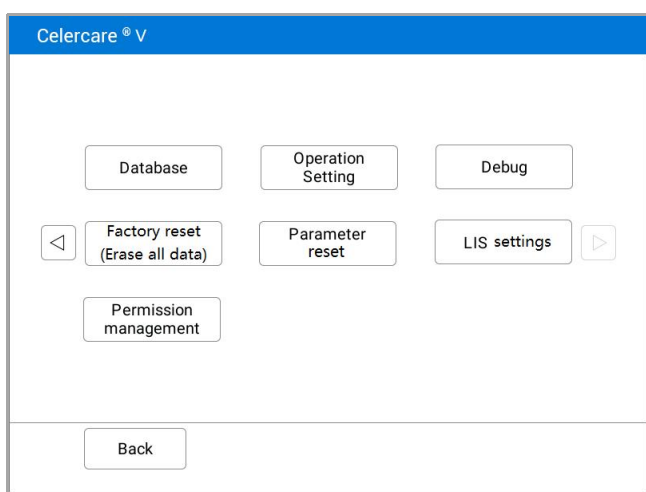 Celercare ® V
Database
Operation
Setting
Debug
Factory reset
(Erase all data)
Parameter
reset
LIS settings
Permission
management
Back